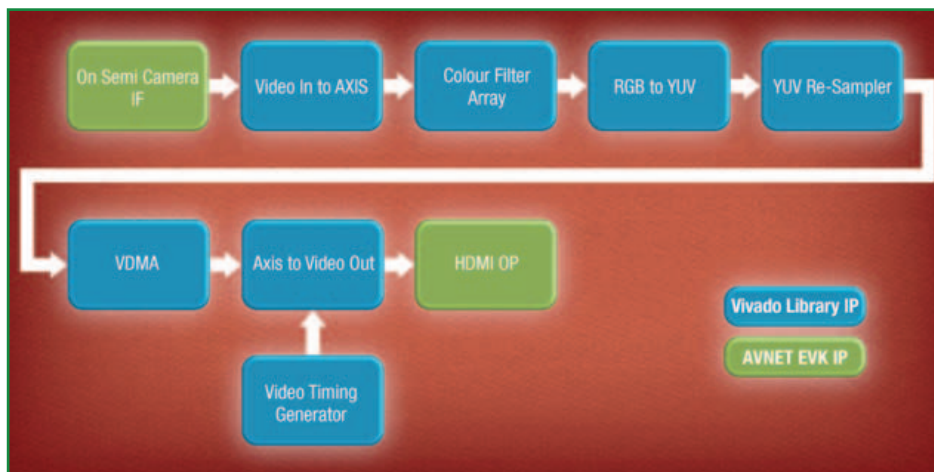 On Semi Camera
IF
Video In to AXIS
Colour Filter
Array
RGB to YUV
YUV Re-Sampler
VDMA
Axis to Video Out
HDMI OP
Video Timing
Generator
Vivado Library IP
AVNET EVK IP